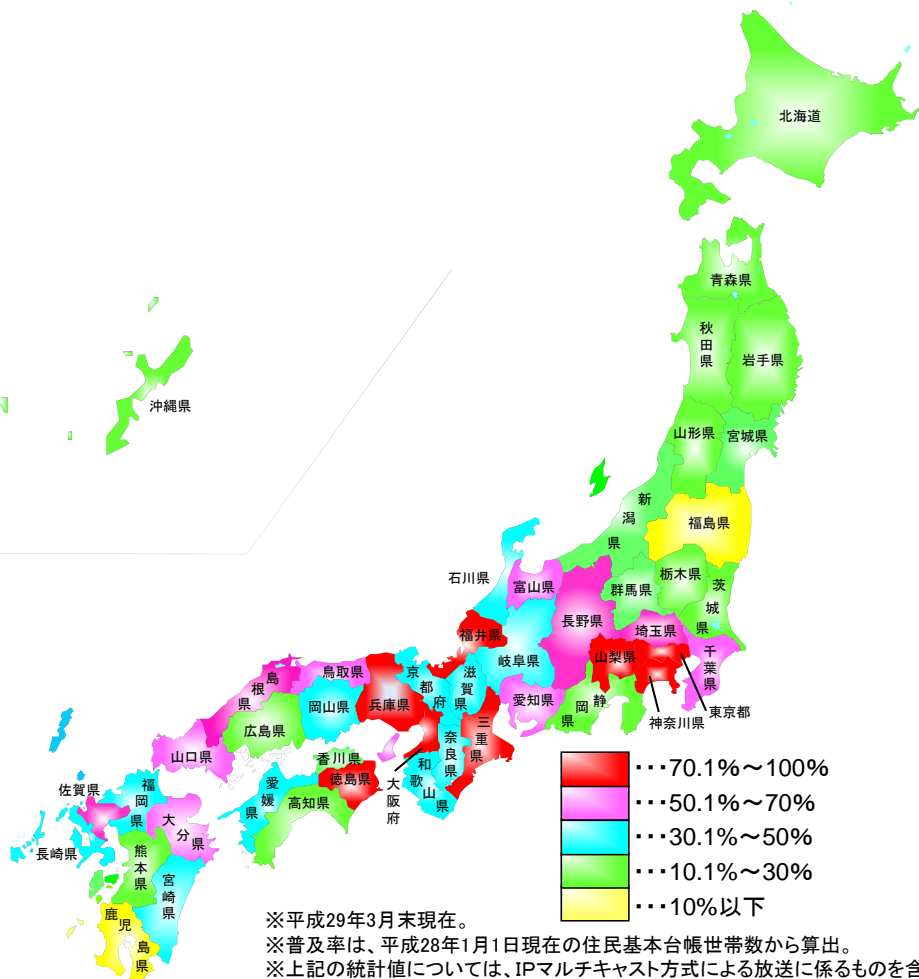 北海道
青森県
秋田県
岩手県
沖縄県
山形県
宮城県
新潟県
福島県
石川県
富山県
群馬県
栃木県
茨城県
長野県
埼玉県
福井県
岐阜県
山梨県
千葉県
東京都
神奈川県
静岡県
愛知県
滋賀県
京都府
三重県
奈良県
和歌山県
大阪府
兵庫県
鳥取県
島根県
岡山県
広島県
山口県
香川県
徳島県
高知県
愛媛県
福岡県
佐賀県
長崎県
大分県
熊本県
宮崎県
鹿児島県
･･･70.1%～100%
･･･50.1%～70%
･･･30.1%～50%
･･･10.1%～30%
･･･10%以下
※平成29年3月末現在。
※普及率は、平成28年1月1日現在の住民基本台帳世帯数から算出。
※上記の統計値については、IPマルチキャスト方式による放送に係るものを含